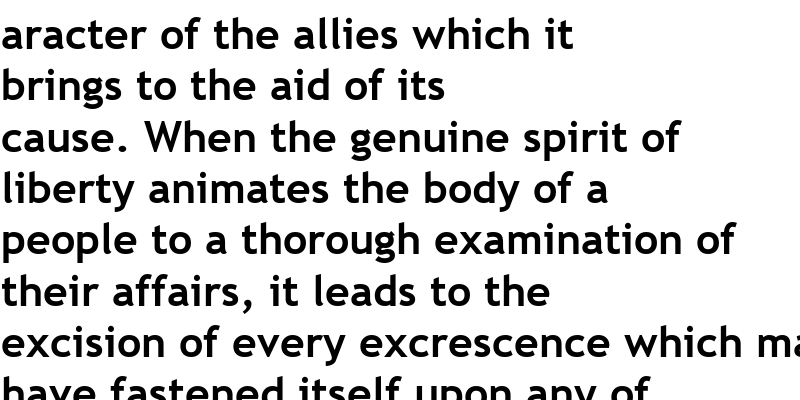 aracter of the allies which it
brings to the aid of its
cause. When the genuine spirit of
liberty animates the body of a
people to a thorough examination of
their affairs, it leads to the
excision of every excrescence which ma
have fastened itself upon any of